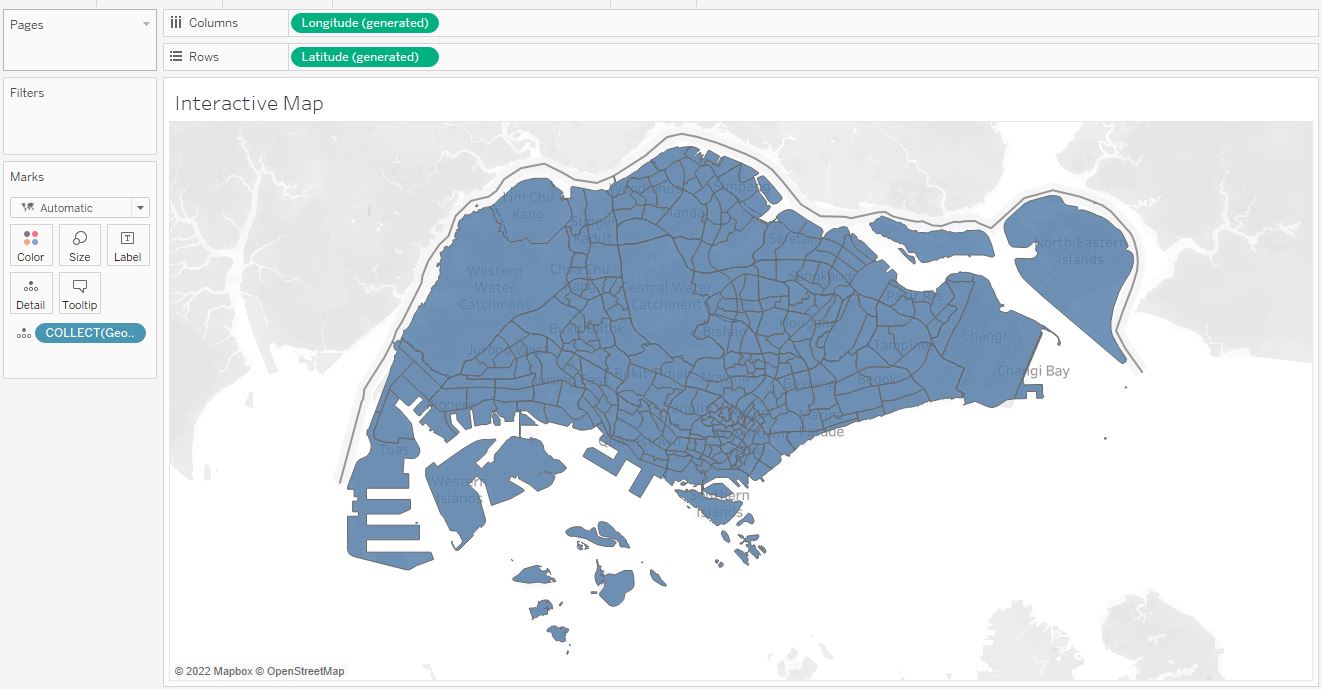 Pages
Columns
Longitude (generated)
Rows
Latitude (generated)
Filters
Marks
Automatic
Color
Size
Label
Detail
Tooltip
COLLECT(Geo..
Interactive Map
Lim Chu
Kang
Woodlands
Simpang
Mandai
Sungei
Kadut
Seletar
North-Eastern
Islands
Western
Water
Catchment
Choa Chu
Kang
Central Water
Catchment
Sengkang
Pasir Ris
Bukit Batok
Bishan
Hougang
Changi
Jurong West
Tampines
Jurong East
Bukit Timah
Novena
Geylang
Bedok
Changi Bay
Pioneer
Marine
Parade
Queenstown
Tuas
Western
Islands
Southern
Islands
© 2022 Mapbox © OpenStreetMap